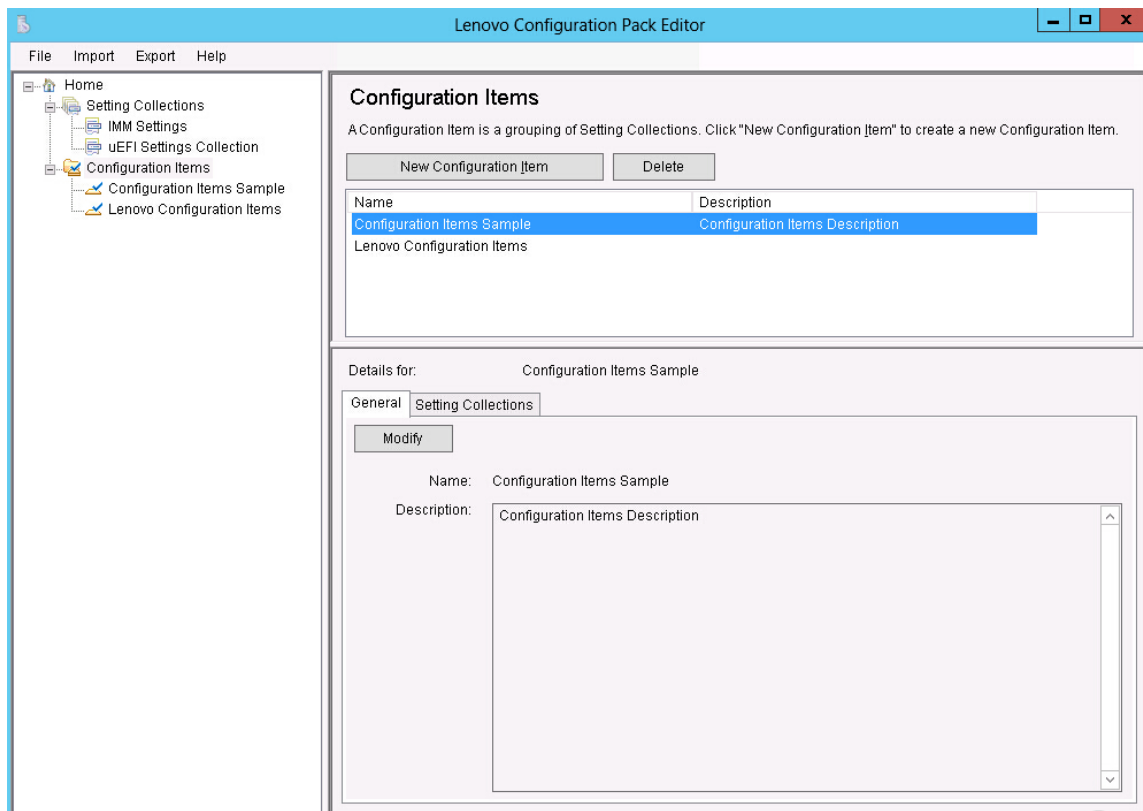 Lenovo Configuration Pack Editor
File Import Export Help
Home
Setting Collections
IMM Settings
uEFI Settings Collection
Configuration Items
Configuration Items Sample
Lenovo Configuration Items
Configuration Items
A Configuration Item is a grouping of Setting Collections. Click "New Configuration Item" to create a new Configuration Item.
New Configuration Item Delete
Name Description
Configuration Items Sample Configuration Items Description
Lenovo Configuration Items
Details for: Configuration Items Sample
General Setting Collections
Modify
Name: Configuration Items Sample
Description: Configuration Items Description